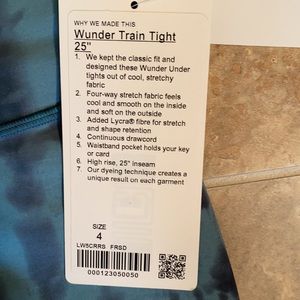 WHY WE MADE THIS
Wunder Train Tight
25"
1. We kept the classic fit and
designed these Wunder Under
tights out of cool, stretchy
fabric
2. Four-way stretch fabric feels
cool and smooth on the inside
and soft on the outside
3. Added Lycra® fibre for stretch
and shape retention
4. Continuous drawcord
5. Waistband pocket holds your key
or card
6. High rise, 25" inseam
7. Our dyeing technique creates a
unique result on each garment
SIZE
4
LW5CRRS FRSD
000123050050